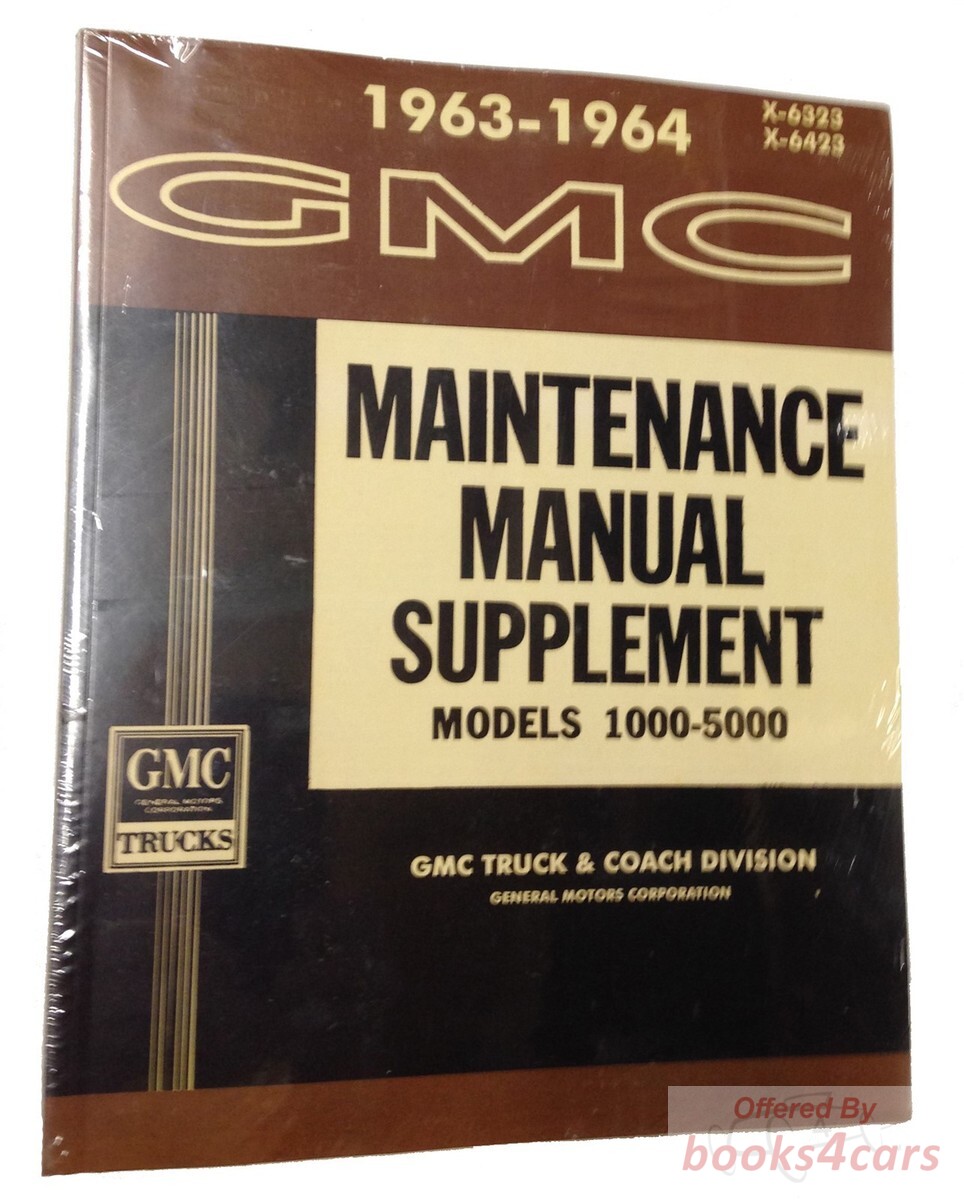 1963-1964
X-6323
X-6423
GMC
MAINTENANCE
MANUAL
SUPPLEMENT
MODELS 1000-5000
GMC
GENERAL MOTORS
CORPORATION
TRUCKS
GMC TRUCK & COACH DIVISION
GENERAL MOTORS CORPORATION
Offered By
books4cars